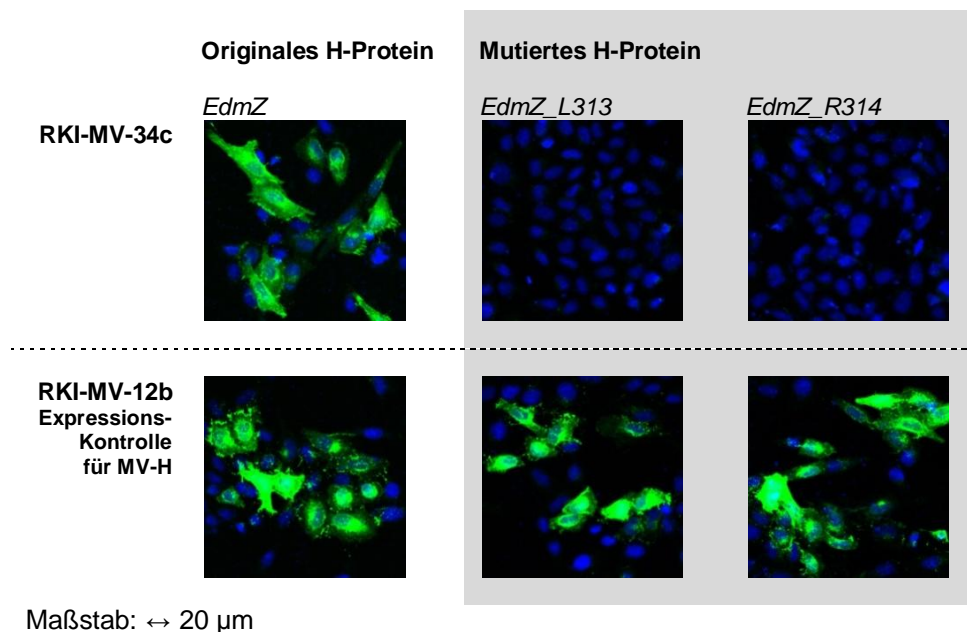 Originales H-Protein Mutiertes H-Protein
EdmZ EdmZ_L313 EdmZ_R314
RKI-MV-34c
RKI-MV-12b
Expressions-
Kontrolle
für MV-H
Maßstab: ↔ 20 µm